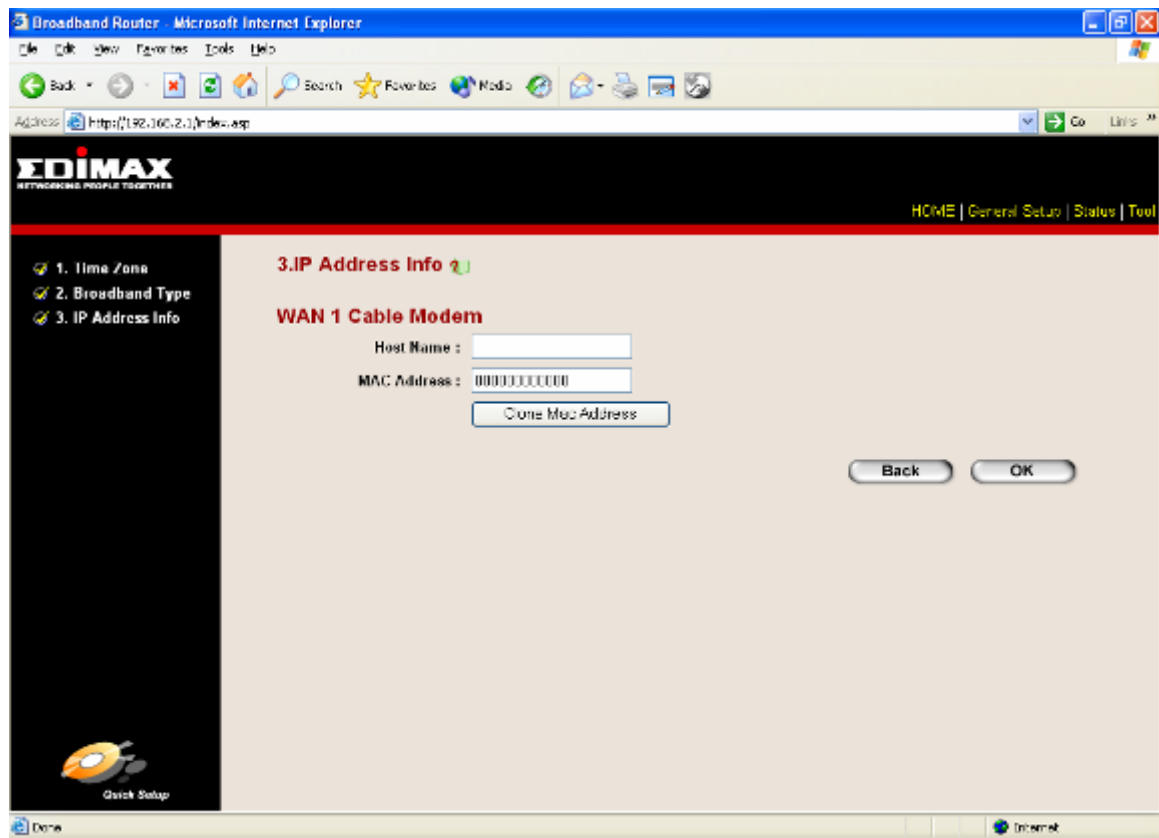 Broadband Router - Microsoft Internet Explorer
File Edit View Favorites Tools Help
Back Search Favorites Media
Address http://192.168.2.1/index.asp Go Links »
EDIMAX
NETWORKING PEOPLE TOGETHER
HOME | General Setup | Status | Tool
1. Time Zone
2. Broadband Type
3. IP Address Info
3.IP Address Info
WAN 1 Cable Modem
Host Name :
MAC Address : 000000000000
Clone Mac Address
Back OK
Quick Setup
Done Internet